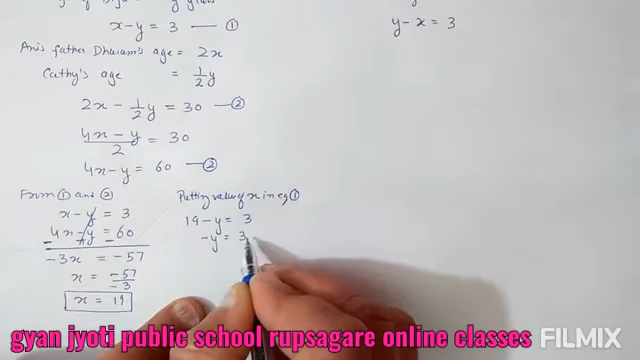 x - y = 3 — ①
Ani's father Dharam's age = 2x
Cathy's age = 1/2 y
2x - 1/2 y = 30 — ②
4x - y / 2 = 30
4x - y = 60 — ②
From ① and ②
x - y = 3
4x - y = 60
- + -
-3x = -57
x = -57/-3
x = 19
Putting value of x in eq ①
19 - y = 3
-y = 3
y - x = 3
gyan jyoti public school rupsagare online classes
FILMIX